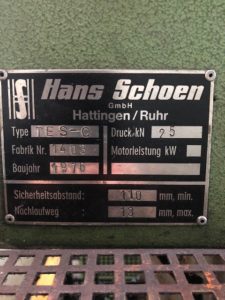 Hans Schoen
GmbH
Hattingen/Ruhr
Type TES-C Druck kN 25
Fabrik Nr. 1403 Motorleistung kW
Baujahr 1976
Sicherheitsabstand: 110 mm, min.
Nachlaufweg: 13 mm, max.